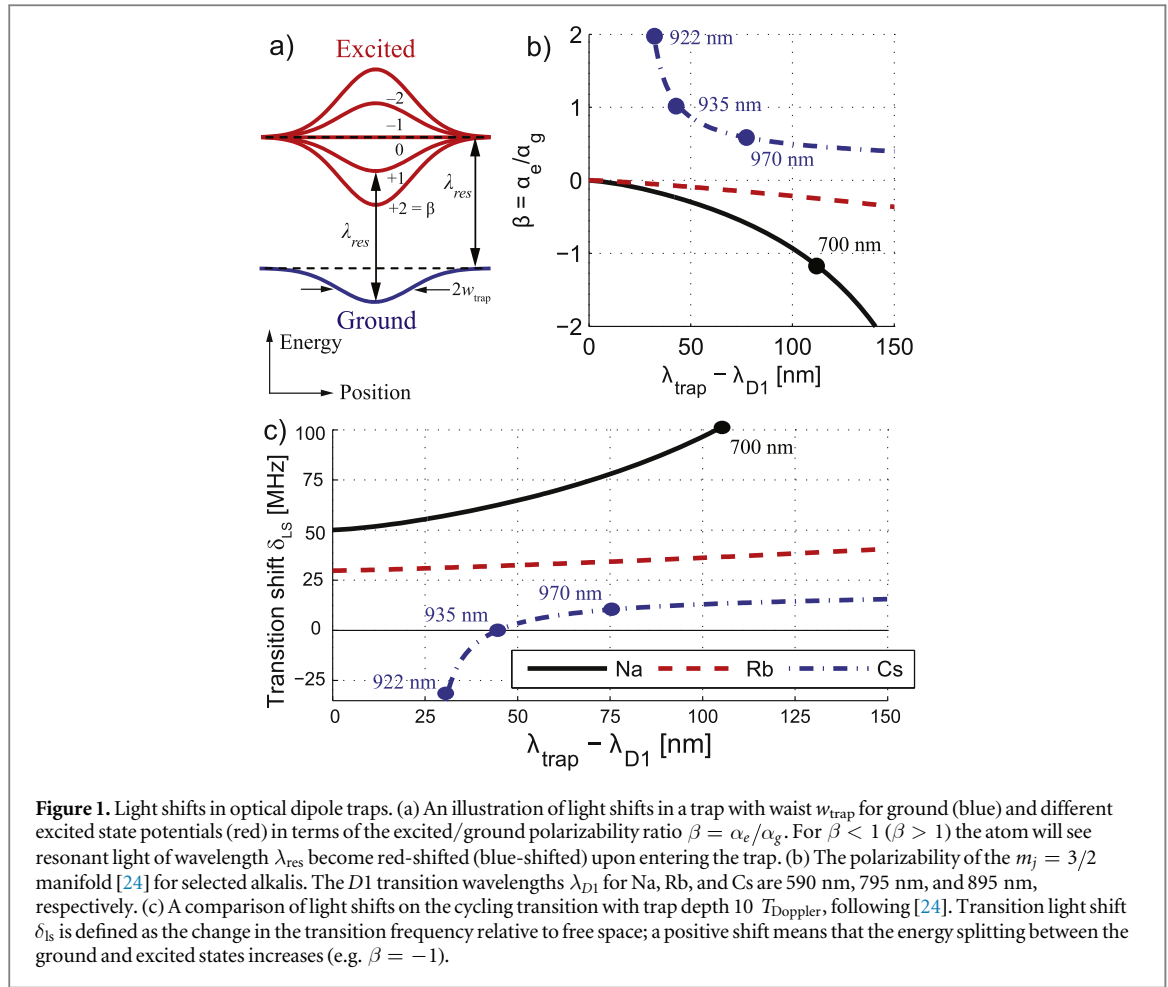 a)
Excited
−2
−1
0
+1
+2 = β
λres
λres
2wtrap
Ground
Energy
Position
b)
2
1
0
−1
−2
β = αe/αg
922 nm
935 nm
970 nm
700 nm
0
50
100
150
λtrap − λD1 [nm]
c)
100
75
50
25
0
−25
Transition shift δLS [MHz]
700 nm
970 nm
935 nm
922 nm
Na
Rb
Cs
0
25
50
75
100
125
150
λtrap − λD1 [nm]
Figure 1. Light shifts in optical dipole traps. (a) An illustration of light shifts in a trap with waist wtrap for ground (blue) and different
excited state potentials (red) in terms of the excited/ground polarizability ratio β = αe/αg. For β < 1 (β > 1) the atom will see
resonant light of wavelength λres become red-shifted (blue-shifted) upon entering the trap. (b) The polarizability of the mj = 3/2
manifold [24] for selected alkalis. The D1 transition wavelengths λD1 for Na, Rb, and Cs are 590 nm, 795 nm, and 895 nm,
respectively. (c) A comparison of light shifts on the cycling transition with trap depth 10 TDoppler, following [24]. Transition light shift
δls is defined as the change in the transition frequency relative to free space; a positive shift means that the energy splitting between the
ground and excited states increases (e.g. β = −1).